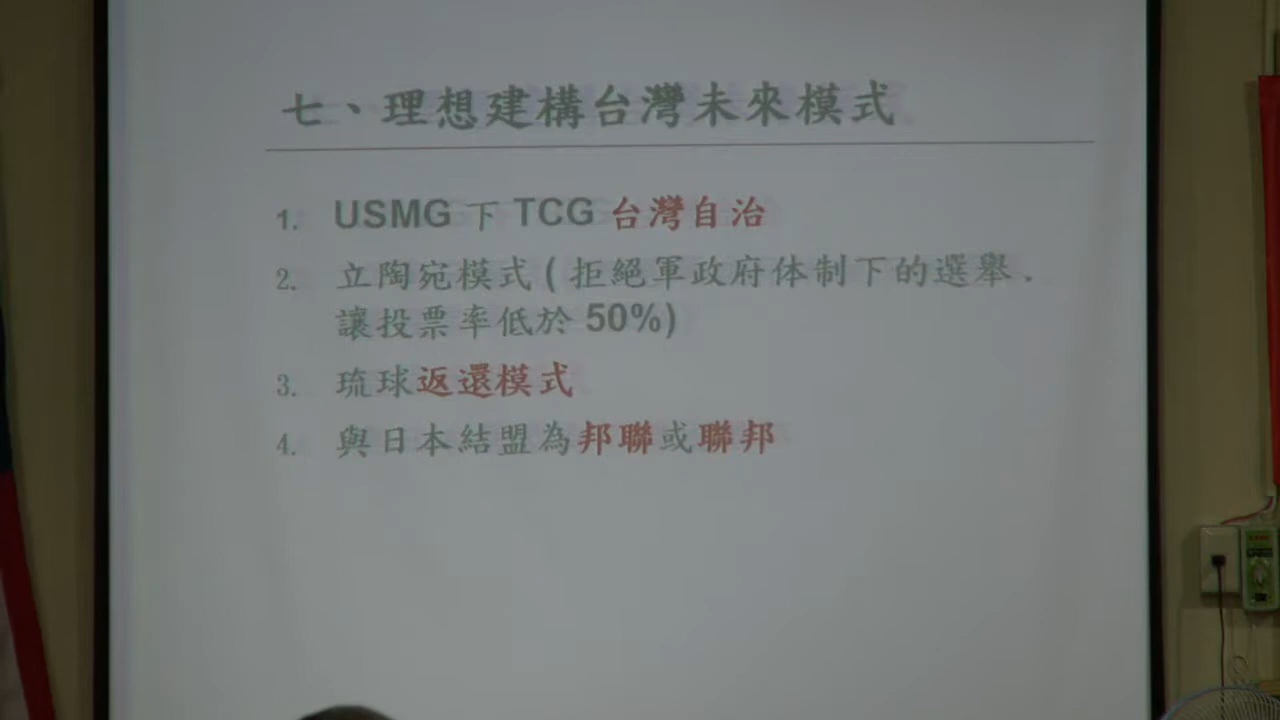 七、理想建構台灣未來模式
1. USMG 下 TCG 台灣自治
2. 立陶宛模式 ( 拒絕軍政府体制下的選舉 .
讓投票率低於 50%)
3. 琉球返還模式
4. 與日本結盟為邦聯或聯邦